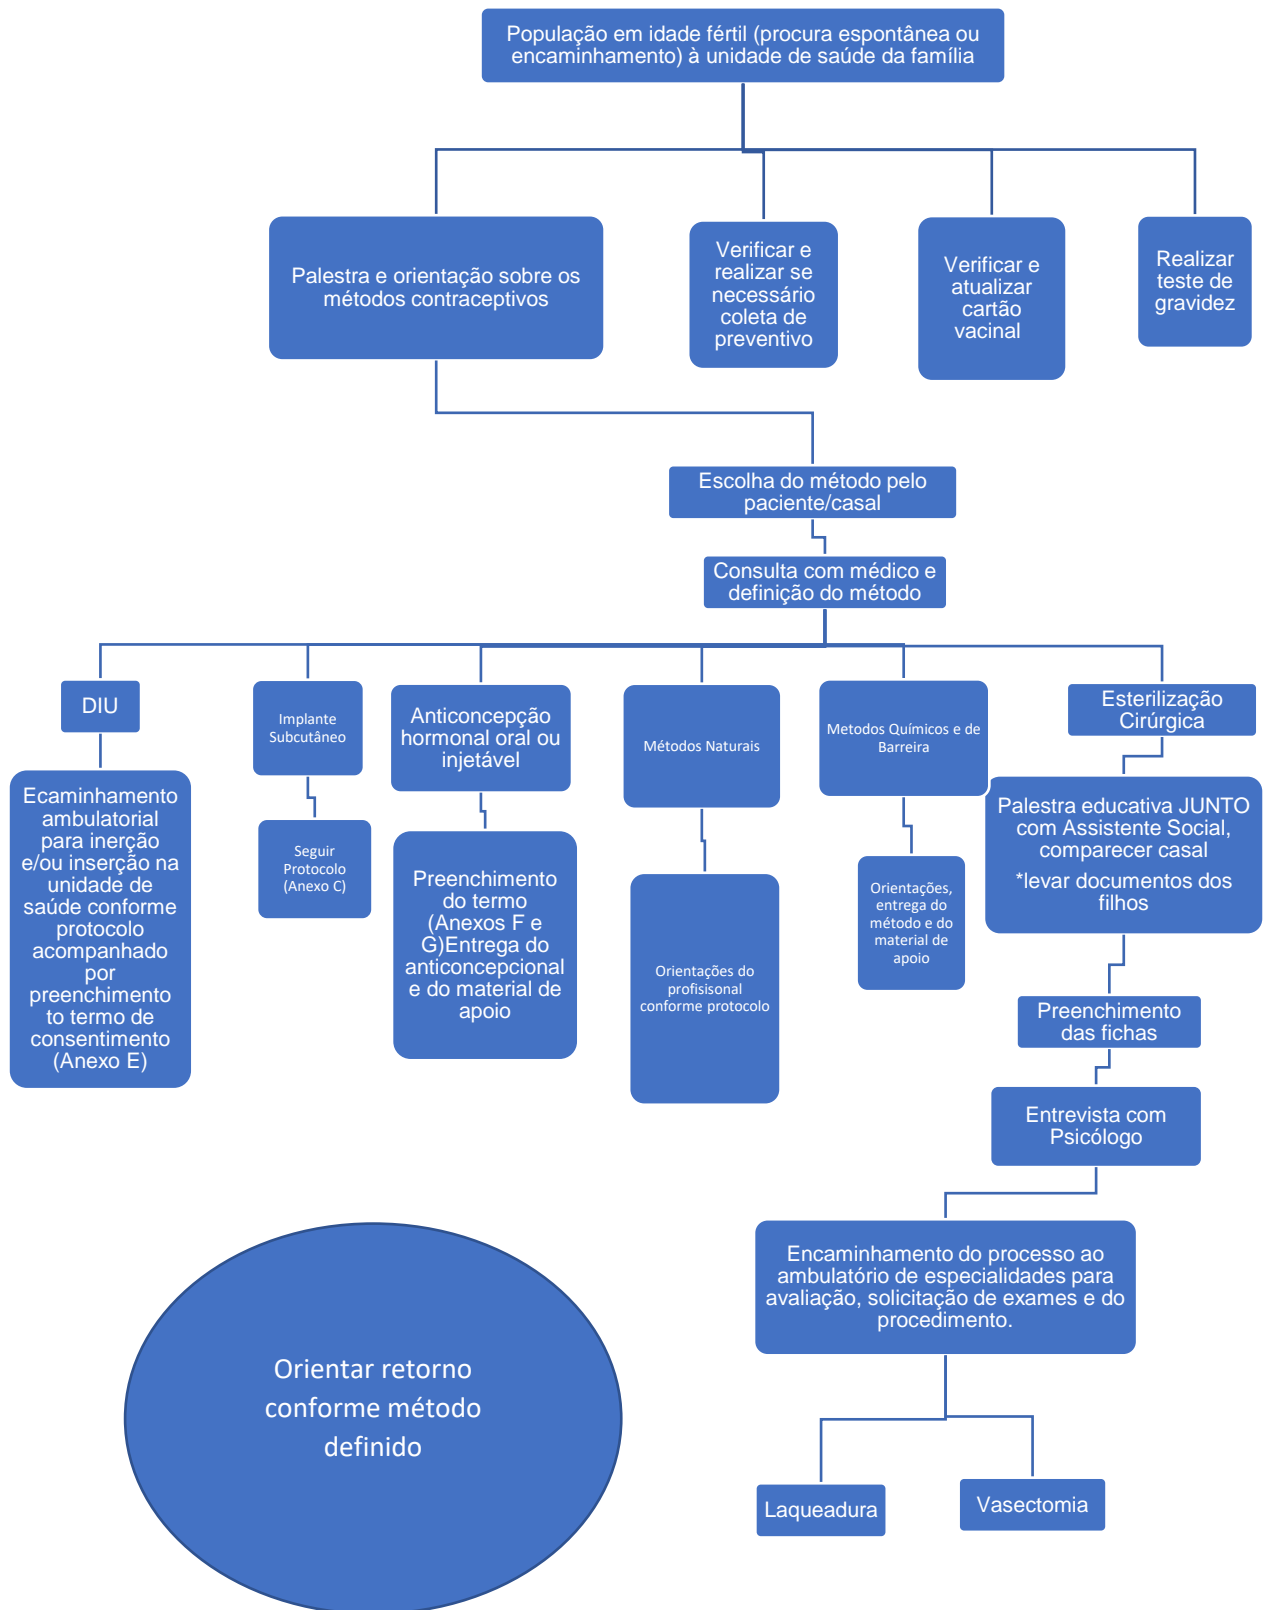 População em idade fértil (procura espontânea ou
encaminhamento) à unidade de saúde da família
Palestra e orientação sobre os
métodos contraceptivos
Verificar e
realizar se
necessário
coleta de
preventivo
Verificar e
atualizar
cartão
vacinal
Realizar
teste de
gravidez
Escolha do método pelo
paciente/casal
Consulta com médico e
definição do método
DIU
Implante
Subcutâneo
Anticoncepção
hormonal oral ou
injetável
Métodos Naturais
Metodos Químicos e de
Barreira
Esterilização
Cirúrgica
Ecaminhamento
ambulatorial
para inerção
e/ou inserção na
unidade de
saúde conforme
protocolo
acompanhado
por
preenchimento
to termo de
consentimento
(Anexo E)
Seguir
Protocolo
(Anexo C)
Preenchimento
do termo
(Anexos F e
G)Entrega do
anticoncepcional
e do material de
apoio
Orientações do
profisisonal
conforme protocolo
Orientações,
entrega do
método e do
material de
apoio
Palestra educativa JUNTO
com Assistente Social,
comparecer casal
*levar documentos dos
filhos
Preenchimento
das fichas
Entrevista com
Psicólogo
Encaminhamento do processo ao
ambulatório de especialidades para
avaliação, solicitação de exames e do
procedimento.
Laqueadura
Vasectomia
Orientar retorno
conforme método
definido